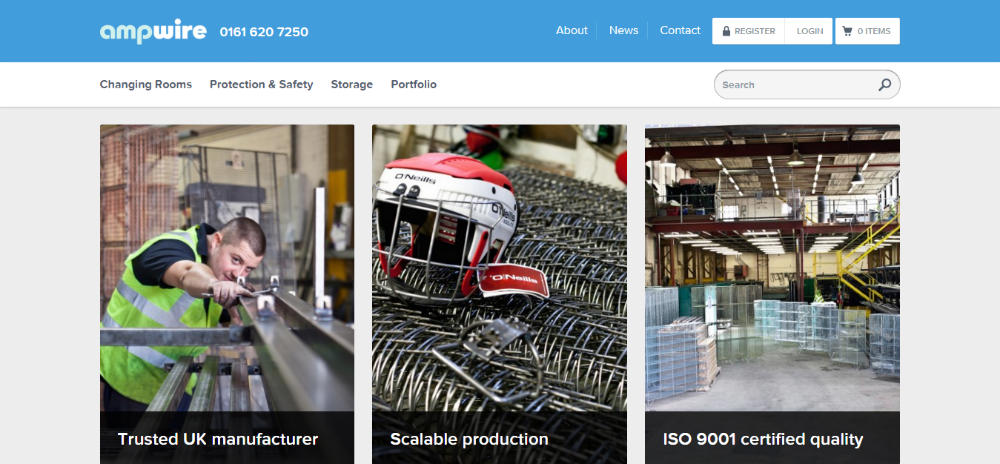 ampwire 0161 620 7250
About News Contact REGISTER LOGIN 0 ITEMS
Changing Rooms Protection & Safety Storage Portfolio Search
O'Neills
O'Neills
O'Neills
Trusted UK manufacturer Scalable production ISO 9001 certified quality